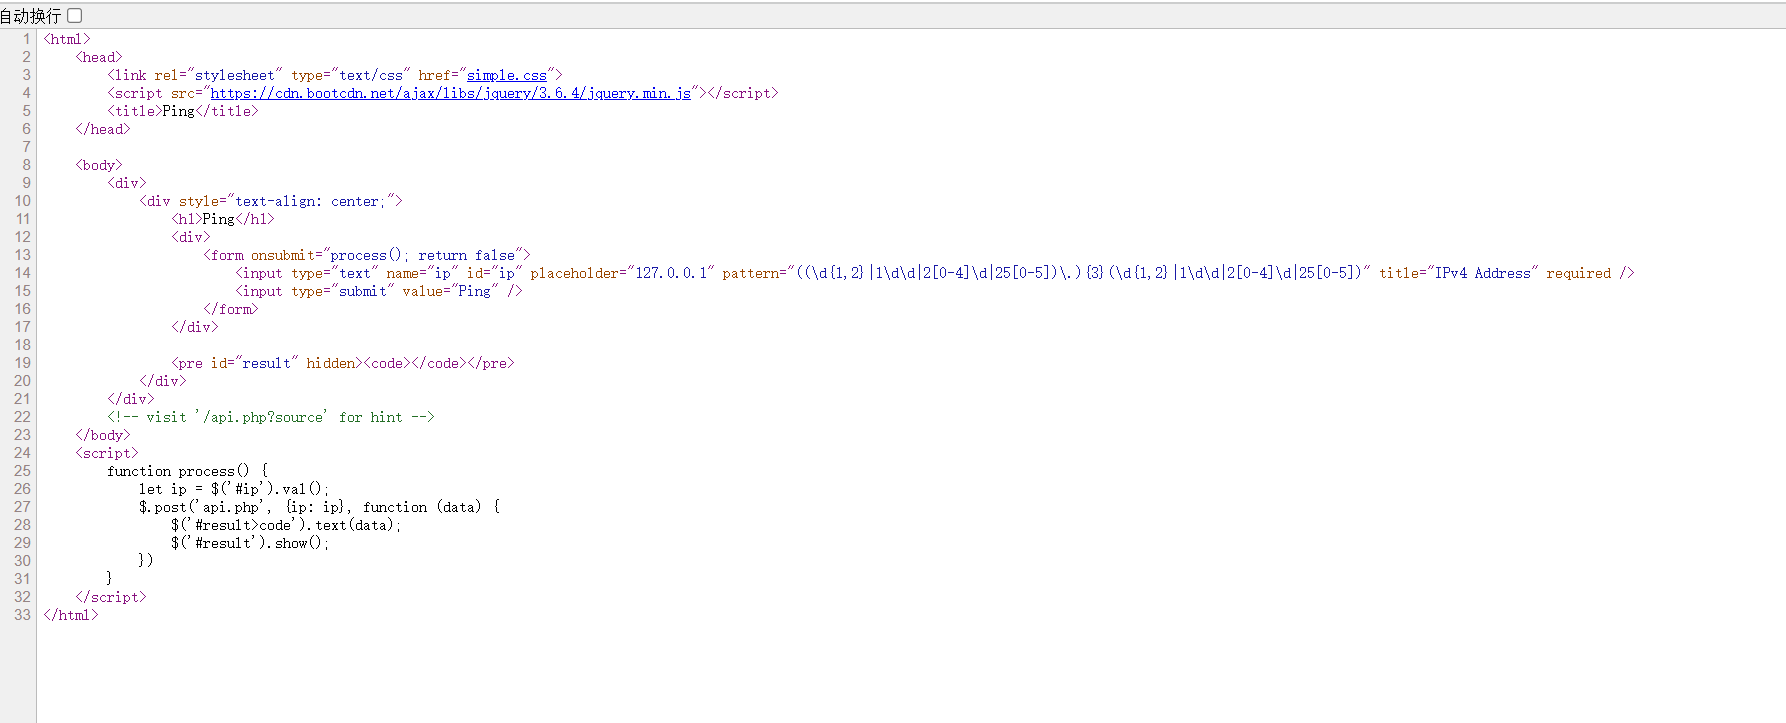 自动换行
1 <html>
2 <head>
3 <link rel="stylesheet" type="text/css" href="simple.css">
4 <script src="https://cdn.bootcdn.net/ajax/libs/jquery/3.6.4/jquery.min.js"></script>
5 <title>Ping</title>
6 </head>
7
8 <body>
9 <div>
10 <div style="text-align: center;">
11 <h1>Ping</h1>
12 <div>
13 <form onsubmit="process(); return false">
14 <input type="text" name="ip" id="ip" placeholder="127.0.0.1" pattern="((\d{1,2}|1\d\d|2[0-4]\d|25[0-5])\.){3}(\d{1,2}|1\d\d|2[0-4]\d|25[0-5])" title="IPv4 Address" required />
15 <input type="submit" value="Ping" />
16 </form>
17 </div>
18
19 <pre id="result" hidden><code></code></pre>
20 </div>
21 </div>
22 <!-- visit '/api.php?source' for hint -->
23 </body>
24 <script>
25 function process() {
26 let ip = $('#ip').val();
27 $.post('api.php', {ip: ip}, function (data) {
28 $('#result>code').text(data);
29 $('#result').show();
30 })
31 }
32 </script>
33 </html>